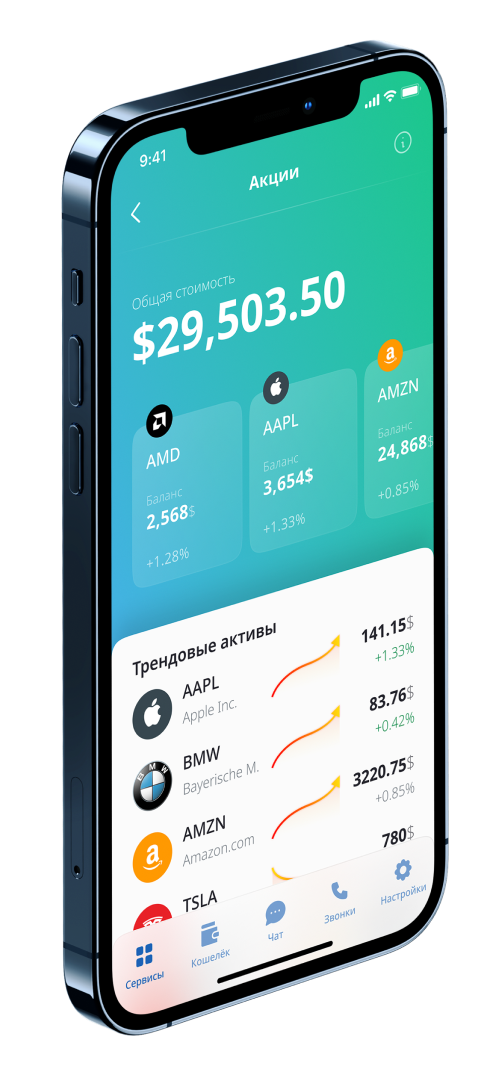 9:41
Акции
Общая стоимость
$29,503.50
AMD
Баланс
2,568$
+1.28%
AAPL
Баланс
3,654$
+1.33%
AMZN
Баланс
24,868$
+0.85%
Трендовые активы
AAPL
Apple Inc.
141.15$
+1.33%
BMW
Bayerische M.
83.76$
+0.42%
AMZN
Amazon.com
3220.75$
+0.85%
TSLA
780$
Сервисы
Кошелёк
Чат
Звонки
Настройки